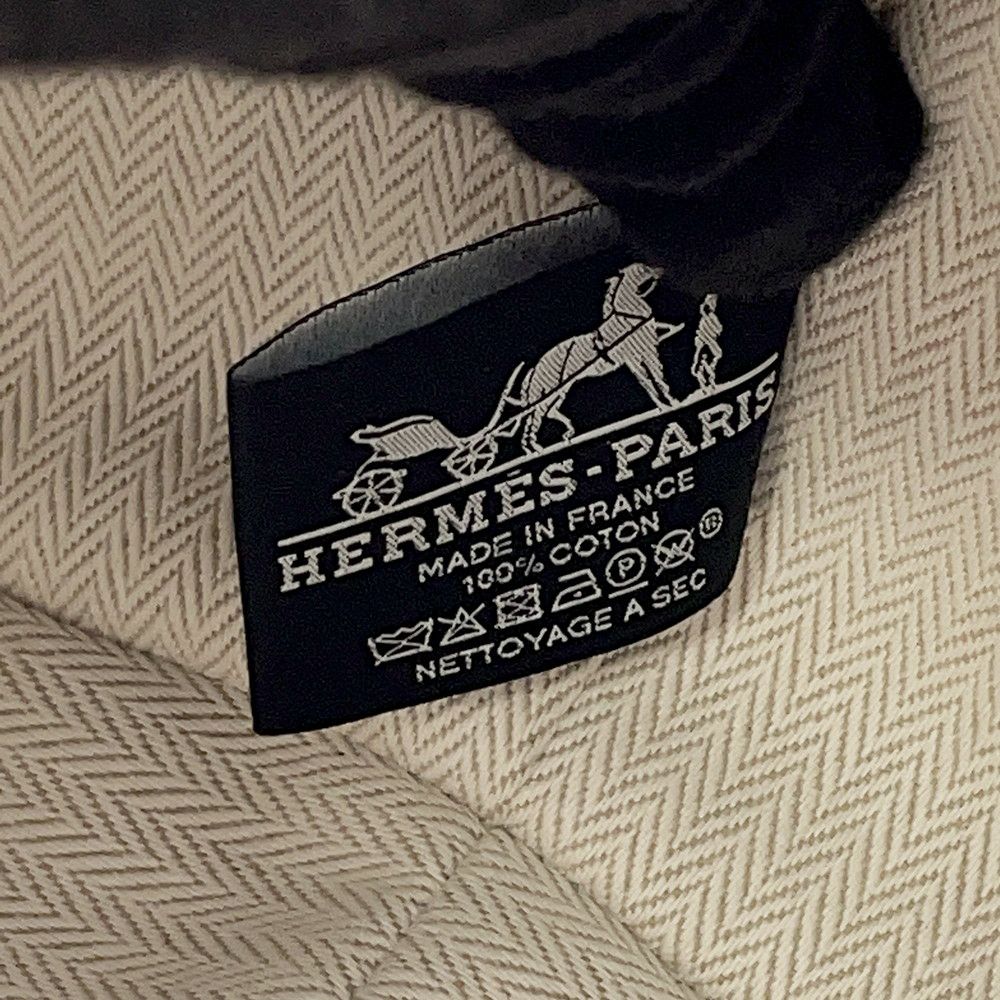 HERMÈS-PARIS
MADE IN FRANCE
100% COTON
P W ®
NETTOYAGE A SEC